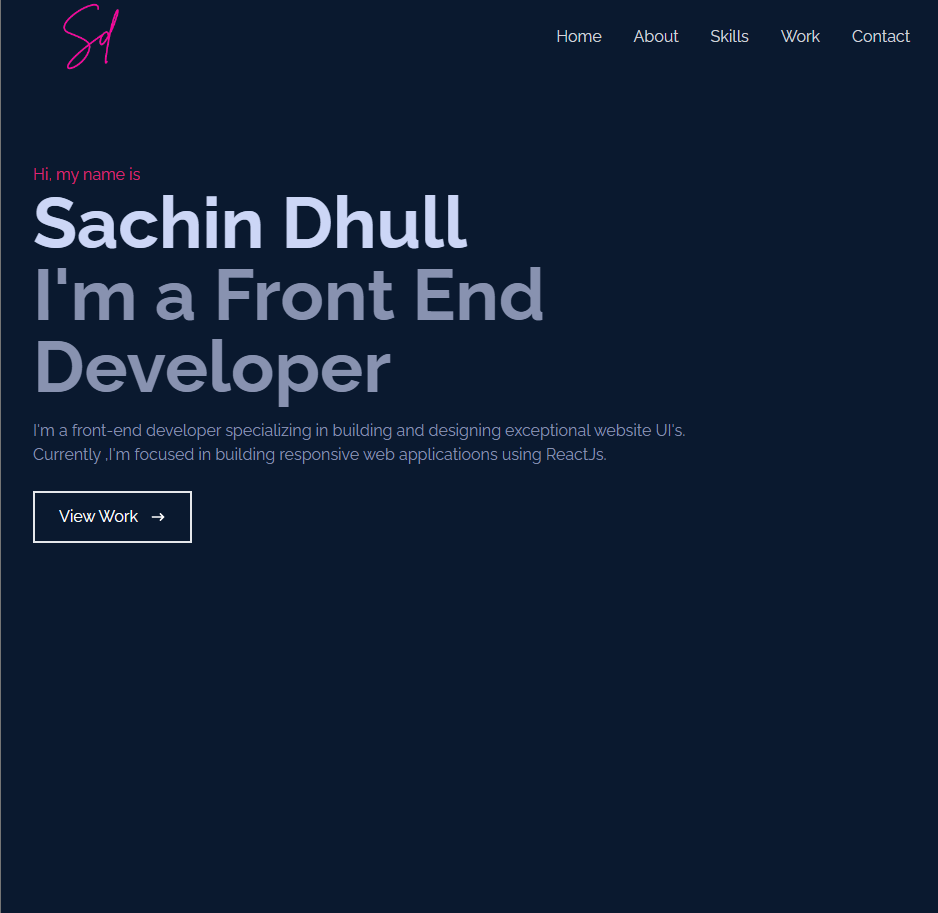 Sd
Home About Skills Work Contact
Hi, my name is
Sachin Dhull
I'm a Front End
Developer
I'm a front-end developer specializing in building and designing exceptional website UI's.
Currently ,I'm focused in building responsive web applicatioons using ReactJs.
View Work →